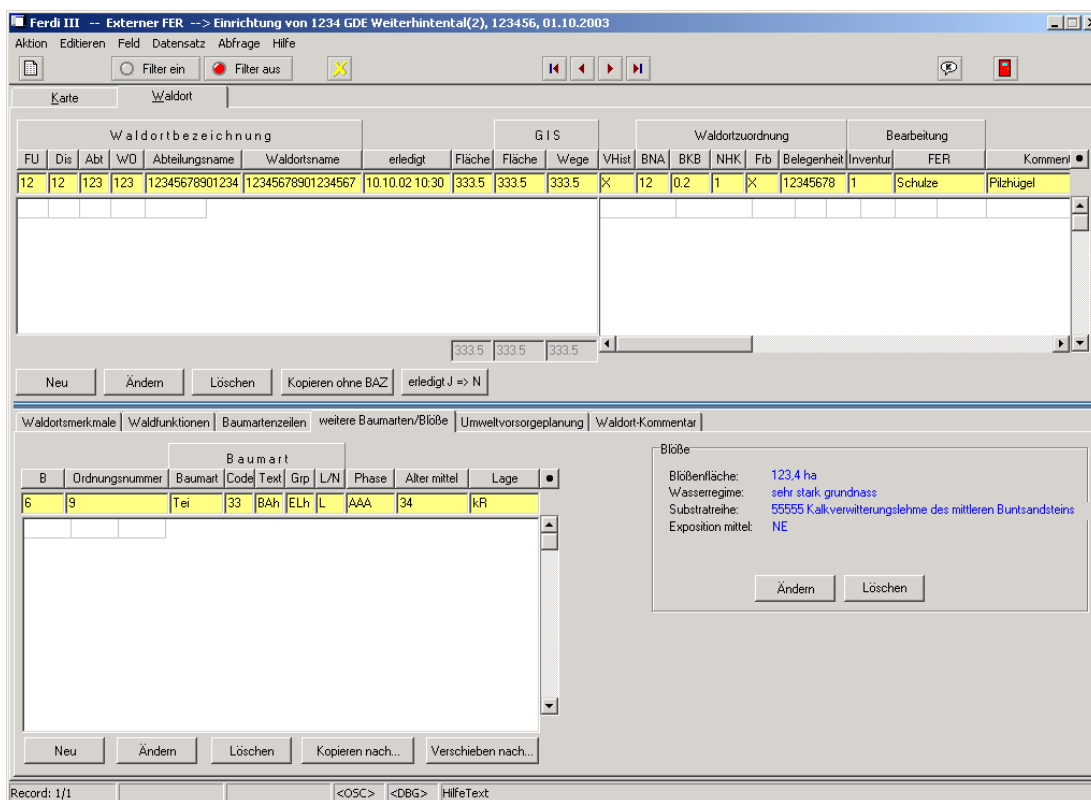 Ferdi III -- Externer FER --> Einrichtung von 1234 GDE Weiterhintental(2), 123456, 01.10.2003
Aktion Editieren Feld Datensatz Abfrage Hilfe
Filter ein Filter aus
Karte Waldort
Waldortbezeichnung GIS Waldortzuordnung Bearbeitung
FU Dis Abt WO Abteilungsname Waldortsname erledigt Fläche Fläche Wege VHist BNA BKB NHK Frb Belegenheit Inventur FER Komment
12 12 123 123 12345678901234 12345678901234567 10.10.02 10:30 333.5 333.5 333.5 X 12 0.2 1 X 12345678 1 Schulze Pilzhügel
333.5 333.5 333.5
Neu Ändern Löschen Kopieren ohne BAZ erledigt J => N
Waldortsmerkmale Waldfunktionen Baumartenzeilen weitere Baumarten/Blöße Umweltvorsorgeplanung Waldort-Kommentar
Baumart
B Ordnungsnummer Baumart Code Text Grp L/N Phase Alter mittel Lage
6 9 Tei 33 BAh ELh L AAA 34 kR
Blöße
Blößenfläche: 123,4 ha
Wasserregime: sehr stark grundnass
Substratreihe: 55555 Kalkverwitterungslehme des mittleren Buntsandsteins
Exposition mittel: NE
Ändern Löschen
Neu Ändern Löschen Kopieren nach... Verschieben nach...
Record: 1/1 <OSC> <DBG> HilfeText